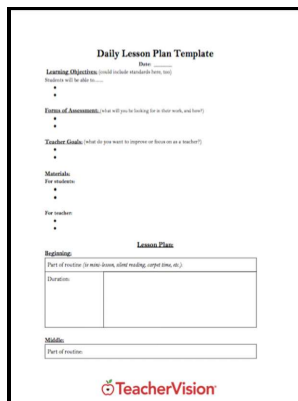 Daily Lesson Plan Template
Date: ______
Learning Objectives: (could include standards here, too)
Students will be able to……
Forms of Assessment: (what will you be looking for in their work, and how?)
Teacher Goals: (what do you want to improve or focus on as a teacher?)
Materials:
For students:
For teacher:
Lesson Plan:
Beginning:
Part of routine (ie mini-lesson, silent reading, carpet time, etc.):
Duration:
Middle:
Part of routine:
TeacherVision